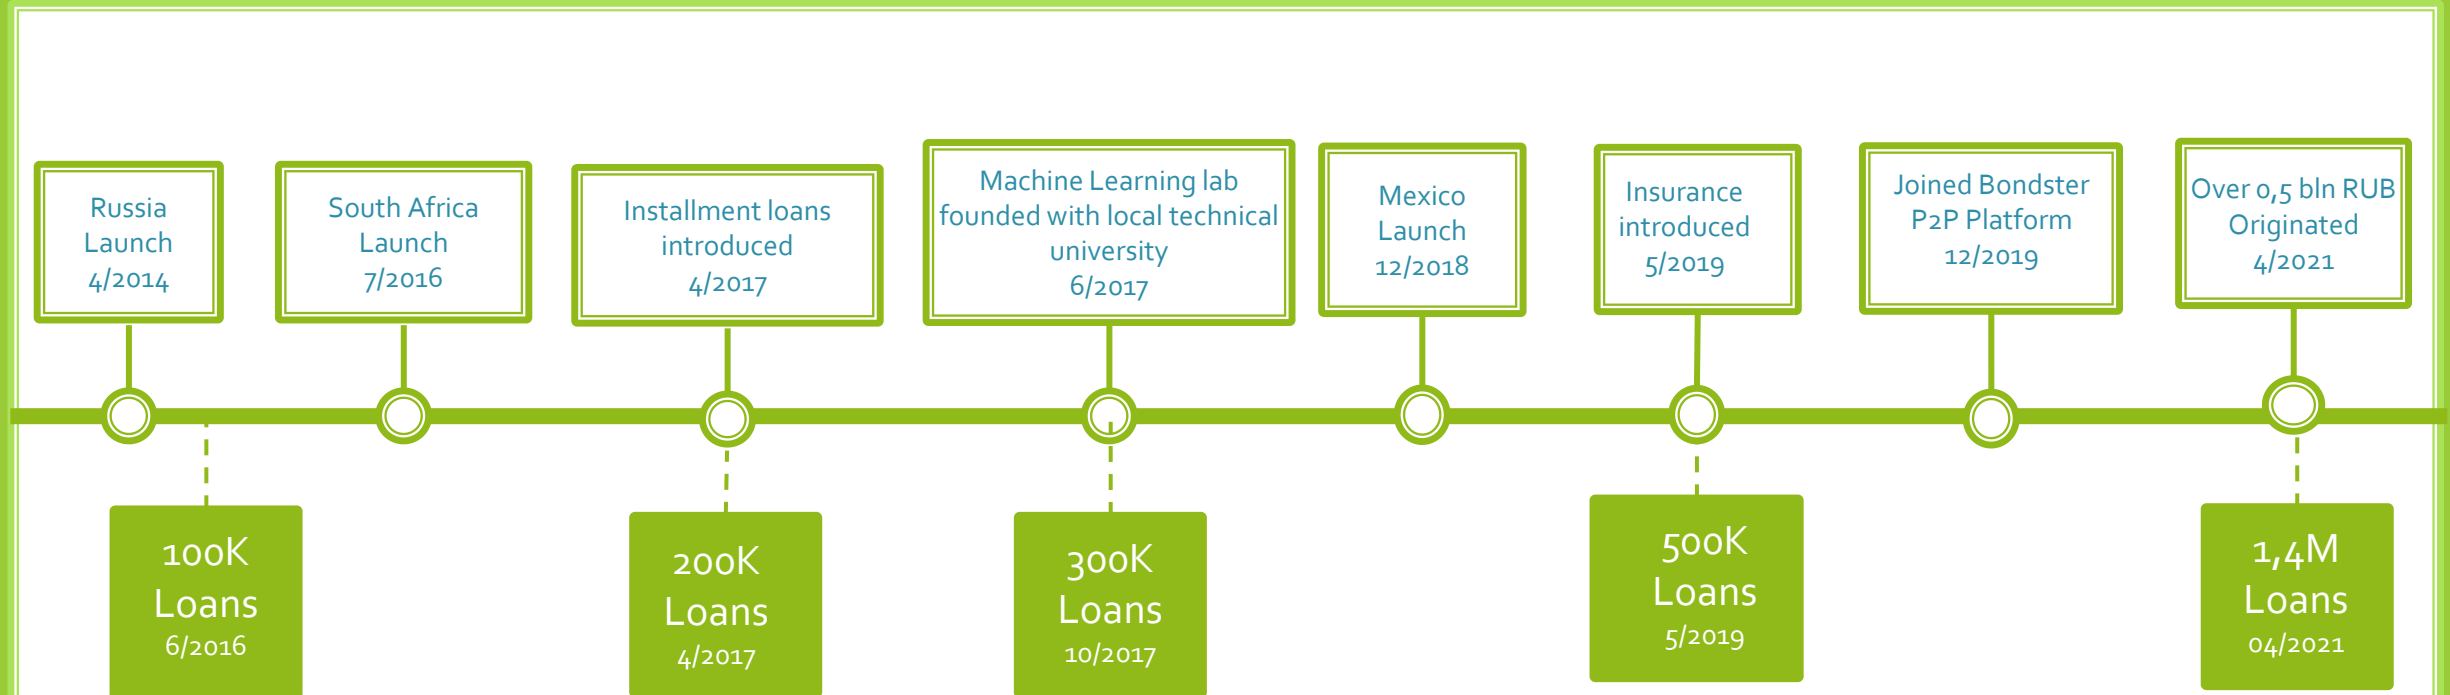 Russia
Launch
4/2014
South Africa
Launch
7/2016
Installment loans
introduced
4/2017
Machine Learning lab
founded with local technical
university
6/2017
Mexico
Launch
12/2018
Insurance
introduced
5/2019
Joined Bondster
P2P Platform
12/2019
Over 0,5 bln RUB
Originated
4/2021
100K
Loans
6/2016
200K
Loans
4/2017
300K
Loans
10/2017
500K
Loans
5/2019
1,4M
Loans
04/2021